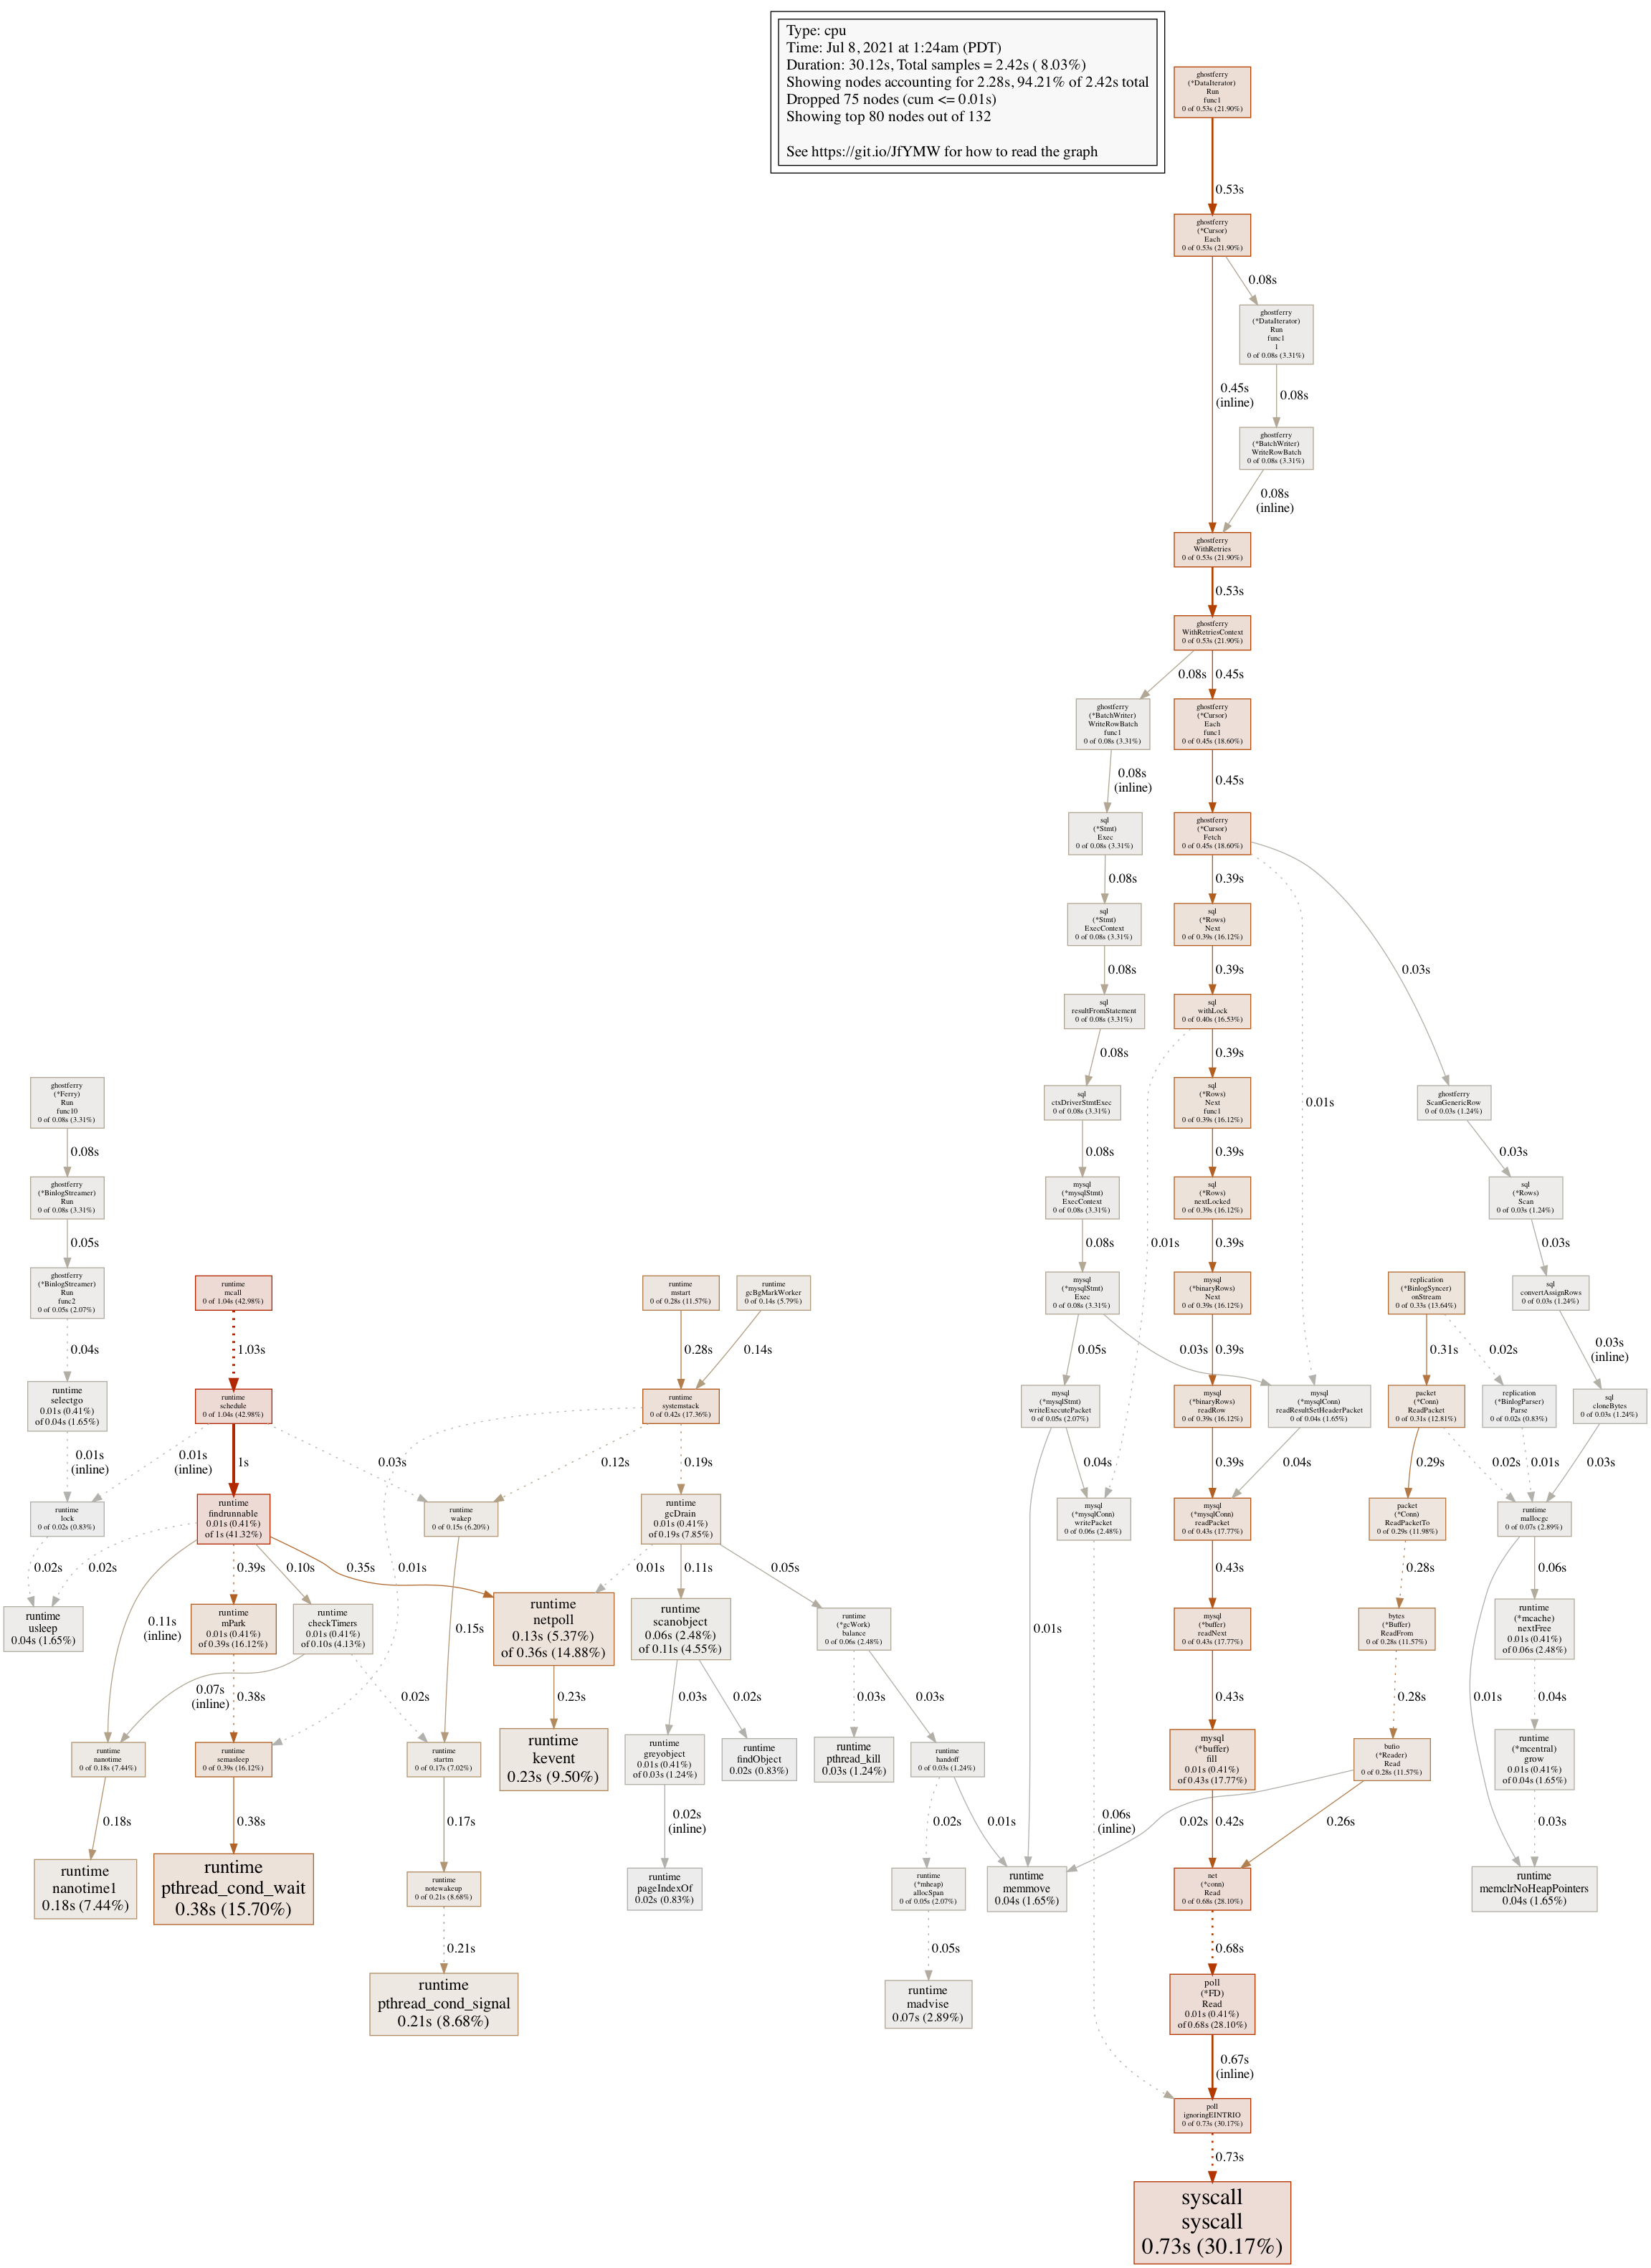 Type: cpu
Time: Jul 8, 2021 at 1:24am (PDT)
Duration: 30.12s, Total samples = 2.42s ( 8.03%)
Showing nodes accounting for 2.28s, 94.21% of 2.42s total
Dropped 75 nodes (cum <= 0.01s)
Showing top 80 nodes out of 132
See https://git.io/JfYMW for how to read the graph
ghostferry
(*DataIterator)
Run
func1
0 of 0.53s (21.90%)
0.53s
ghostferry
(*Cursor)
Each
0 of 0.53s (21.90%)
0.08s
ghostferry
(*DataIterator)
Run
func1
1
0 of 0.08s (3.31%)
0.45s
(inline)
0.08s
ghostferry
(*BatchWriter)
WriteRowBatch
0 of 0.08s (3.31%)
0.08s
(inline)
ghostferry
WithRetries
0 of 0.53s (21.90%)
0.53s
ghostferry
WithRetriesContext
0 of 0.53s (21.90%)
0.08s
0.45s
ghostferry
(*BatchWriter)
WriteRowBatch
func1
0 of 0.08s (3.31%)
ghostferry
(*Cursor)
Each
func1
0 of 0.45s (18.60%)
0.08s
(inline)
0.45s
sql
(*Stmt)
Exec
0 of 0.08s (3.31%)
ghostferry
(*Cursor)
Fetch
0 of 0.45s (18.60%)
0.08s
0.39s
sql
(*Stmt)
ExecContext
0 of 0.08s (3.31%)
sql
(*Rows)
Next
0 of 0.39s (16.12%)
0.08s
0.39s
0.03s
sql
resultFromStatement
0 of 0.08s (3.31%)
sql
withLock
0 of 0.40s (16.53%)
0.08s
0.39s
ghostferry
(*Ferry)
Run
func10
0 of 0.08s (3.31%)
sql
ctxDriverStmtExec
0 of 0.08s (3.31%)
sql
(*Rows)
Next
func1
0 of 0.39s (16.12%)
0.01s
ghostferry
ScanGenericRow
0 of 0.03s (1.24%)
0.08s
0.08s
0.39s
0.03s
ghostferry
(*BinlogStreamer)
Run
0 of 0.08s (3.31%)
mysql
(*mysqlStmt)
ExecContext
0 of 0.08s (3.31%)
sql
(*Rows)
nextLocked
0 of 0.39s (16.12%)
sql
(*Rows)
Scan
0 of 0.03s (1.24%)
0.05s
0.08s
0.01s
0.39s
0.03s
ghostferry
(*BinlogStreamer)
Run
func2
0 of 0.05s (2.07%)
runtime
mcall
0 of 1.04s (42.98%)
runtime
mstart
0 of 0.28s (11.57%)
runtime
gcBgMarkWorker
0 of 0.14s (5.79%)
mysql
(*mysqlStmt)
Exec
0 of 0.08s (3.31%)
mysql
(*binaryRows)
Next
0 of 0.39s (16.12%)
replication
(*BinlogSyncer)
onStream
0 of 0.33s (13.64%)
sql
convertAssignRows
0 of 0.03s (1.24%)
0.04s
1.03s
0.28s
0.14s
0.05s
0.03s
0.39s
0.31s
0.02s
0.03s
(inline)
runtime
selectgo
0.01s (0.41%)
of 0.04s (1.65%)
runtime
schedule
0 of 1.04s (42.98%)
runtime
systemstack
0 of 0.42s (17.36%)
mysql
(*mysqlStmt)
writeExecutePacket
0 of 0.05s (2.07%)
mysql
(*binaryRows)
readRow
0 of 0.39s (16.12%)
mysql
(*mysqlConn)
readResultSetHeaderPacket
0 of 0.04s (1.65%)
packet
(*Conn)
ReadPacket
0 of 0.31s (12.81%)
replication
(*BinlogParser)
Parse
0 of 0.02s (0.83%)
sql
cloneBytes
0 of 0.03s (1.24%)
0.01s
(inline)
0.01s
(inline)
1s
0.03s
0.12s
0.19s
0.04s
0.39s
0.04s
0.29s
0.02s
0.01s
0.03s
runtime
lock
0 of 0.02s (0.83%)
runtime
findrunnable
0.01s (0.41%)
of 1s (41.32%)
runtime
wakep
0 of 0.15s (6.20%)
runtime
gcDrain
0.01s (0.41%)
of 0.19s (7.85%)
mysql
(*mysqlConn)
writePacket
0 of 0.06s (2.48%)
mysql
(*mysqlConn)
readPacket
0 of 0.43s (17.77%)
packet
(*Conn)
ReadPacketTo
0 of 0.29s (11.98%)
runtime
mallocgc
0 of 0.07s (2.89%)
0.02s
0.02s
0.39s
0.10s
0.35s
0.01s
0.01s
0.11s
0.05s
0.43s
0.28s
0.06s
runtime
usleep
0.04s (1.65%)
0.11s
(inline)
runtime
mPark
0.01s (0.41%)
of 0.39s (16.12%)
runtime
checkTimers
0.01s (0.41%)
of 0.10s (4.13%)
0.15s
runtime
netpoll
0.13s (5.37%)
of 0.36s (14.88%)
runtime
scanobject
0.06s (2.48%)
of 0.11s (4.55%)
runtime
(*gcWork)
balance
0 of 0.06s (2.48%)
0.01s
mysql
(*buffer)
readNext
0 of 0.43s (17.77%)
bytes
(*Buffer)
ReadFrom
0 of 0.28s (11.57%)
runtime
(*mcache)
nextFree
0.01s (0.41%)
of 0.06s (2.48%)
0.07s
(inline)
0.38s
0.02s
0.23s
0.03s
0.02s
0.03s
0.03s
0.43s
0.28s
0.01s
0.04s
runtime
nanotime
0 of 0.18s (7.44%)
runtime
semasleep
0 of 0.39s (16.12%)
runtime
startm
0 of 0.17s (7.02%)
runtime
kevent
0.23s (9.50%)
runtime
greyobject
0.01s (0.41%)
of 0.03s (1.24%)
runtime
findObject
0.02s (0.83%)
runtime
pthread_kill
0.03s (1.24%)
runtime
handoff
0 of 0.03s (1.24%)
mysql
(*buffer)
fill
0.01s (0.41%)
of 0.43s (17.77%)
bufio
(*Reader)
Read
0 of 0.28s (11.57%)
runtime
(*mcentral)
grow
0.01s (0.41%)
of 0.04s (1.65%)
0.18s
0.38s
0.17s
0.02s
(inline)
0.02s
0.01s
0.06s
(inline)
0.02s
0.42s
0.26s
0.03s
runtime
nanotime1
0.18s (7.44%)
runtime
pthread_cond_wait
0.38s (15.70%)
runtime
notewakeup
0 of 0.21s (8.68%)
runtime
pageIndexOf
0.02s (0.83%)
runtime
(*mheap)
allocSpan
0 of 0.05s (2.07%)
runtime
memmove
0.04s (1.65%)
net
(*conn)
Read
0 of 0.68s (28.10%)
runtime
memclrNoHeapPointers
0.04s (1.65%)
0.21s
0.05s
0.68s
runtime
pthread_cond_signal
0.21s (8.68%)
runtime
madvise
0.07s (2.89%)
poll
(*FD)
Read
0.01s (0.41%)
of 0.68s (28.10%)
0.67s
(inline)
poll
ignoringEINTRIO
0 of 0.73s (30.17%)
0.73s
syscall
syscall
0.73s (30.17%)